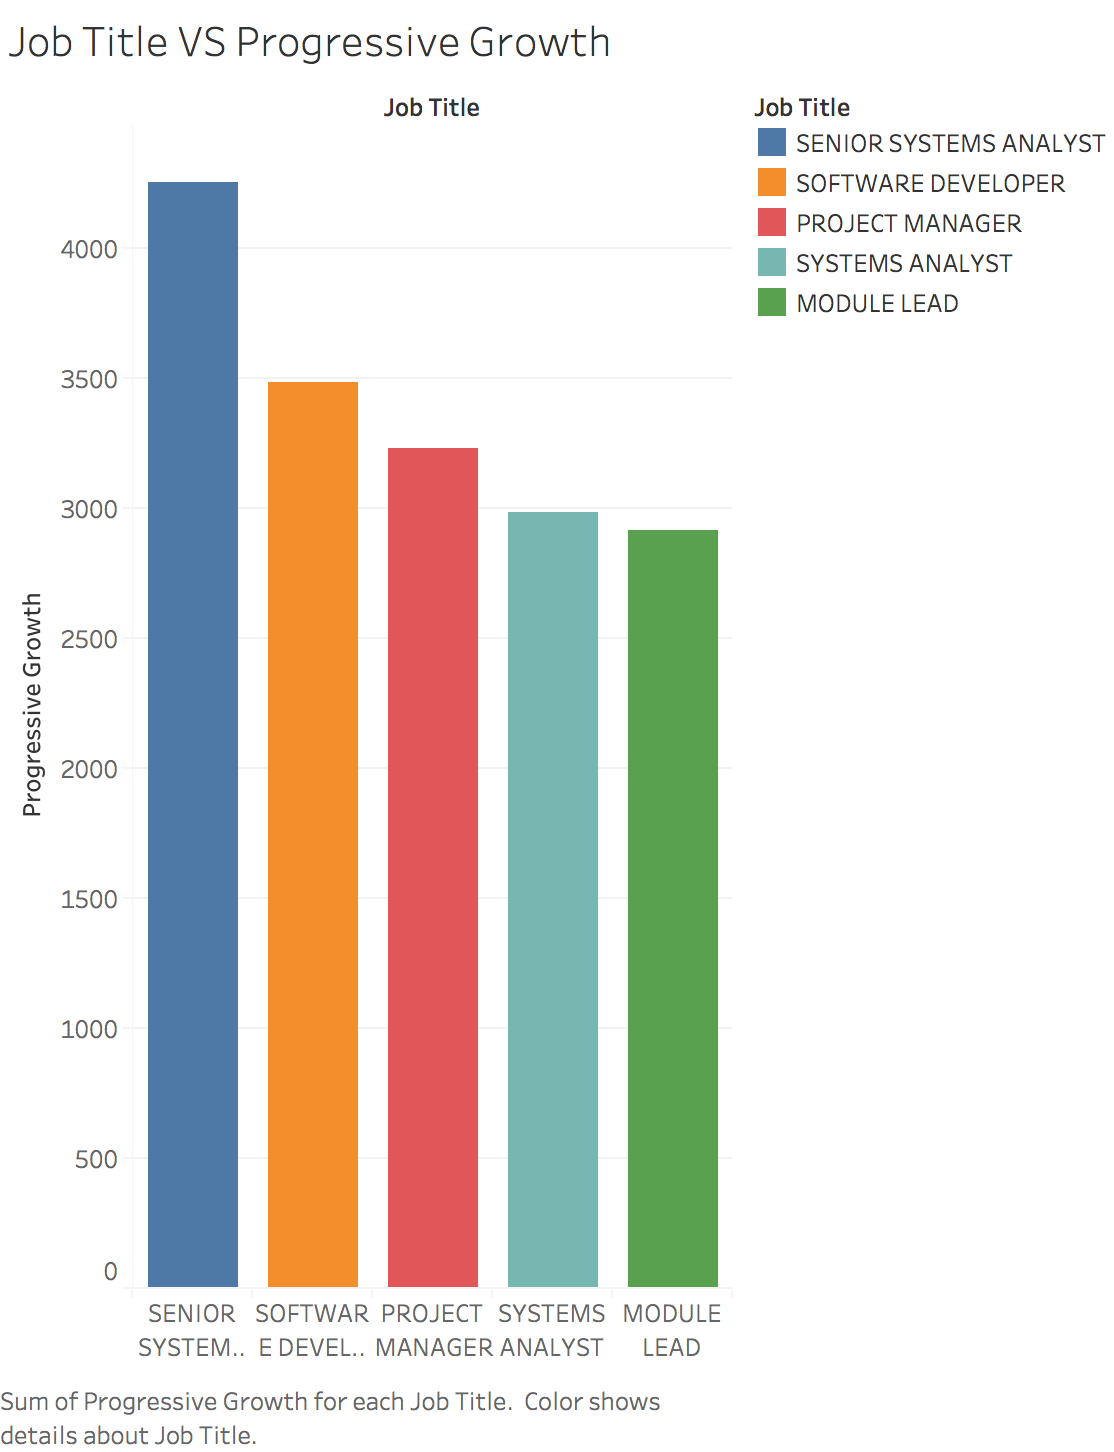 Job Title VS Progressive Growth
Job Title
Job Title
SENIOR SYSTEMS ANALYST
SOFTWARE DEVELOPER
PROJECT MANAGER
SYSTEMS ANALYST
MODULE LEAD
4000
3500
3000
2500
2000
1500
1000
500
0
Progressive Growth
SENIOR SYSTEM..
SOFTWAR E DEVEL..
PROJECT MANAGER
SYSTEMS ANALYST
MODULE LEAD
Sum of Progressive Growth for each Job Title.  Color shows
details about Job Title.